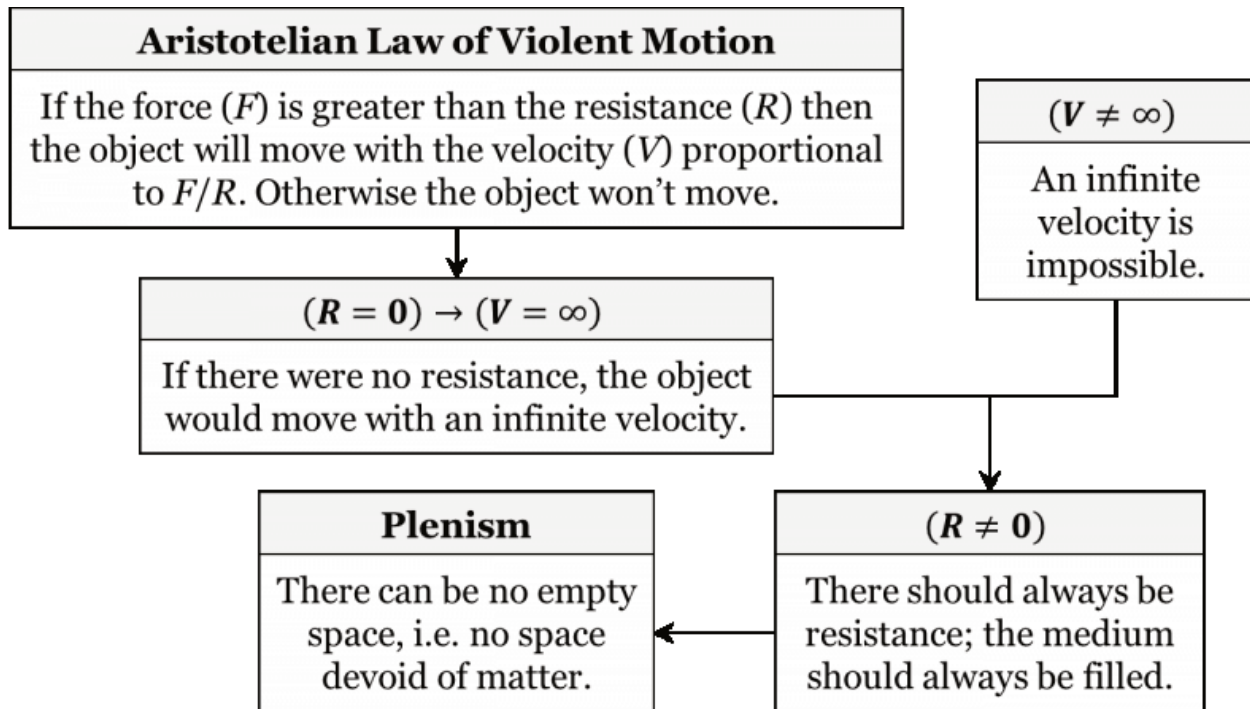 Aristotelian Law of Violent Motion
If the force (F) is greater than the resistance (R) then
the object will move with the velocity (V) proportional
to F/R. Otherwise the object won’t move.
(V ≠ ∞)
An infinite
velocity is
impossible.
(R = 0) → (V = ∞)
If there were no resistance, the object
would move with an infinite velocity.
(R ≠ 0)
There should always be
resistance; the medium
should always be filled.
Plenism
There can be no empty
space, i.e. no space
devoid of matter.